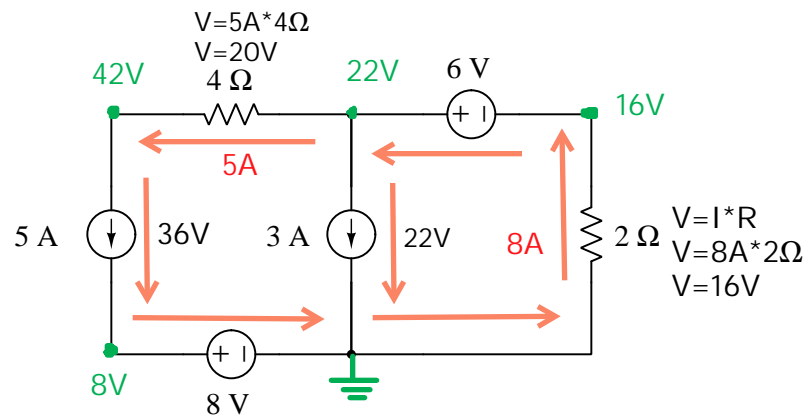 V=5A*4Ω
V=20V
42V
4 Ω
22V
6 V
16V
5A
5 A
36V
3 A
22V
8A
2 Ω
V=I*R
V=8A*2Ω
V=16V
+ −
8V
+ −
8 V